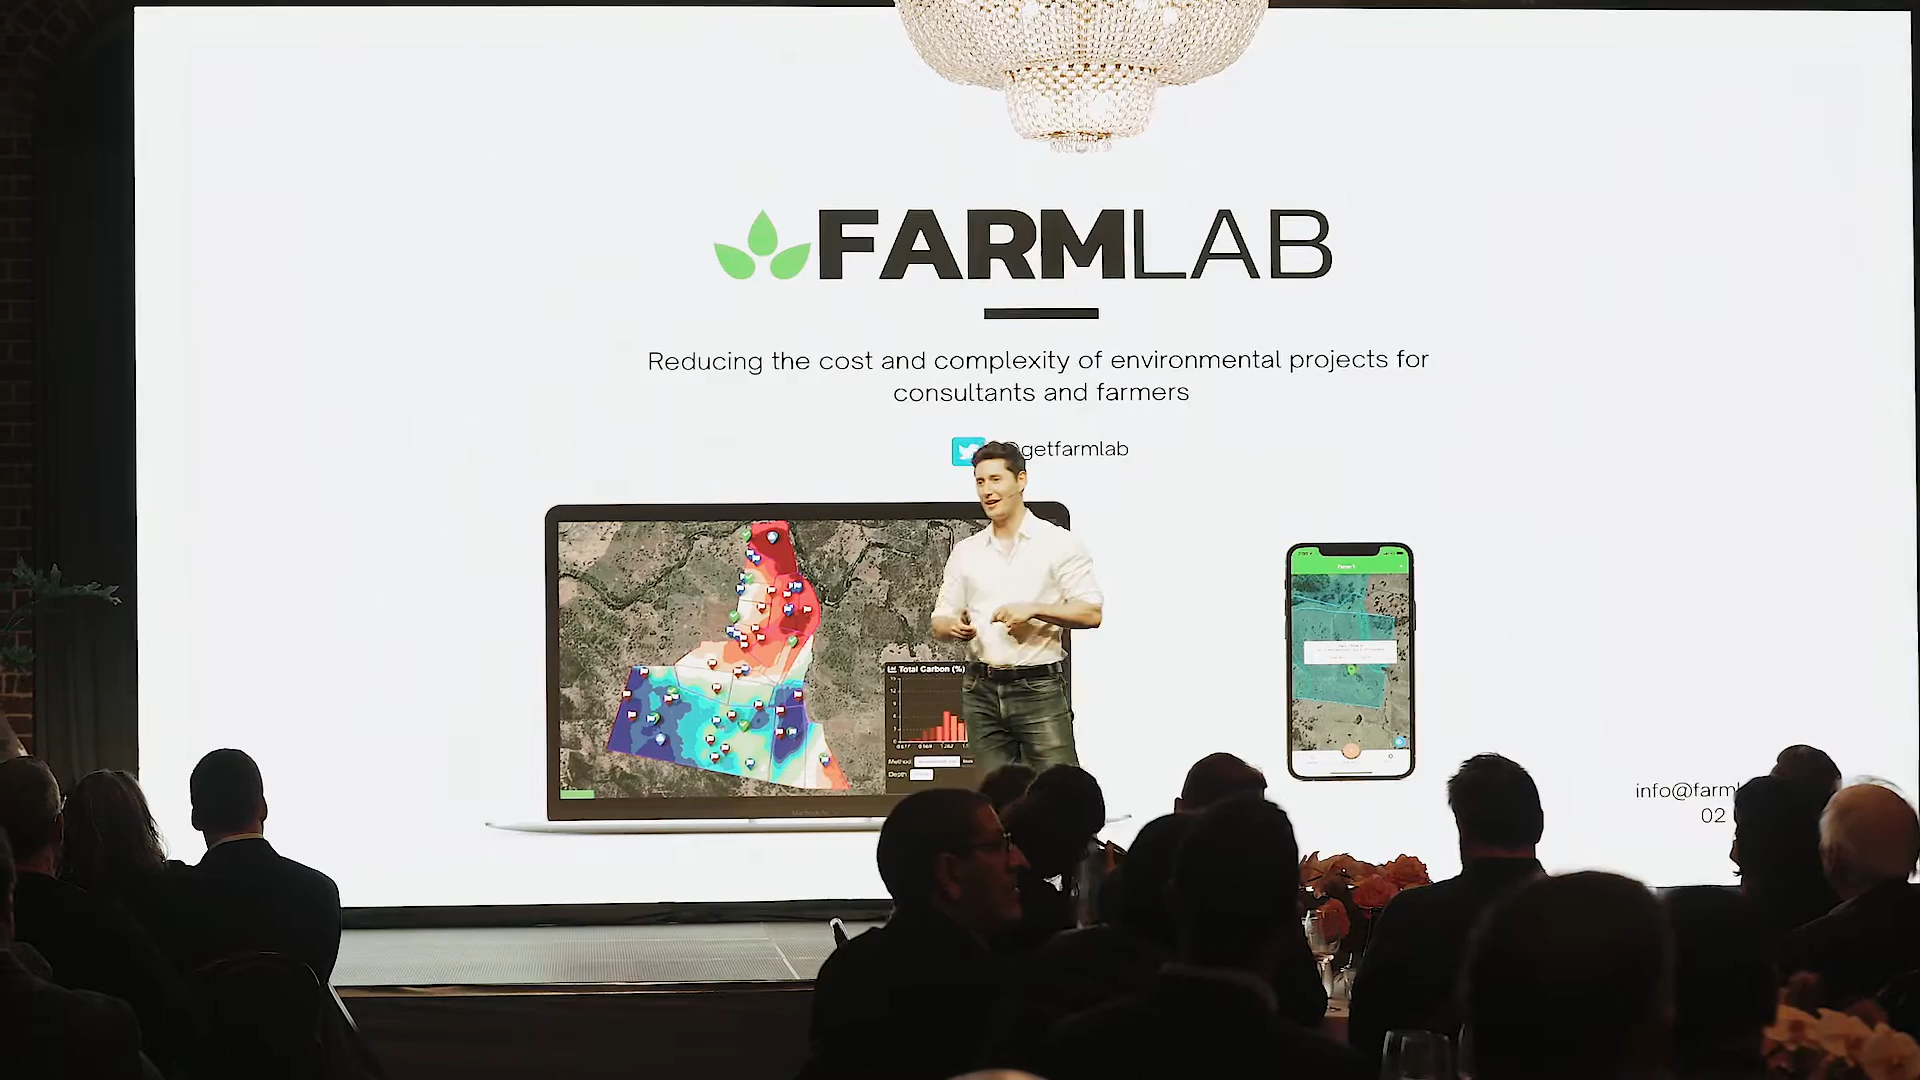 FARMLAB
Reducing the cost and complexity of environmental projects for
consultants and farmers
@getfarmlab
Total Carbon (%)
Method
Depth
info@farml
02